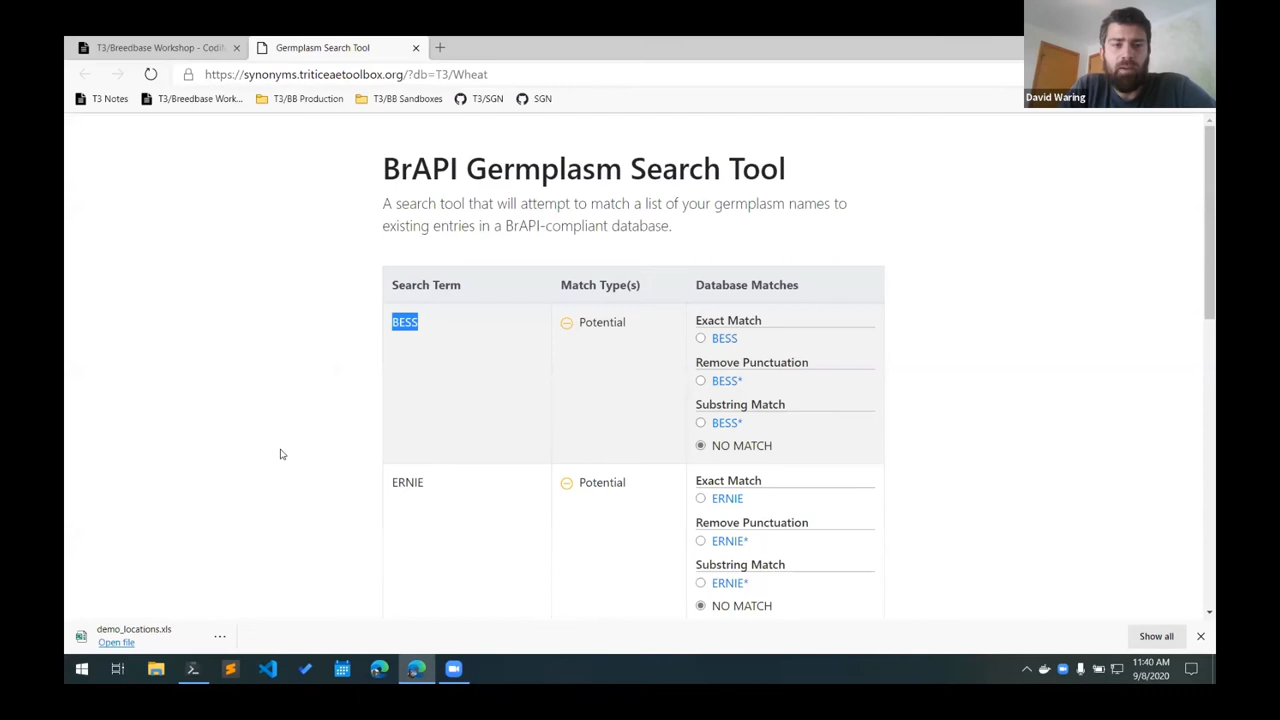 T3/Breedbase Workshop - Codi
Germplasm Search Tool
https://synonyms.triticeaetoolbox.org/?db=T3/Wheat
T3 Notes
T3/Breedbase Work...
T3/BB Production
T3/BB Sandboxes
T3/SGN
SGN
David Waring
BrAPI Germplasm Search Tool
A search tool that will attempt to match a list of your germplasm names to
existing entries in a BrAPI-compliant database.
Search Term Match Type(s) Database Matches
BESS Potential Exact Match
BESS
Remove Punctuation
BESS*
Substring Match
BESS*
NO MATCH
ERNIE Potential Exact Match
ERNIE
Remove Punctuation
ERNIE*
Substring Match
ERNIE*
NO MATCH
demo_locations.xls
Open file
Show all
11:40 AM
9/8/2020